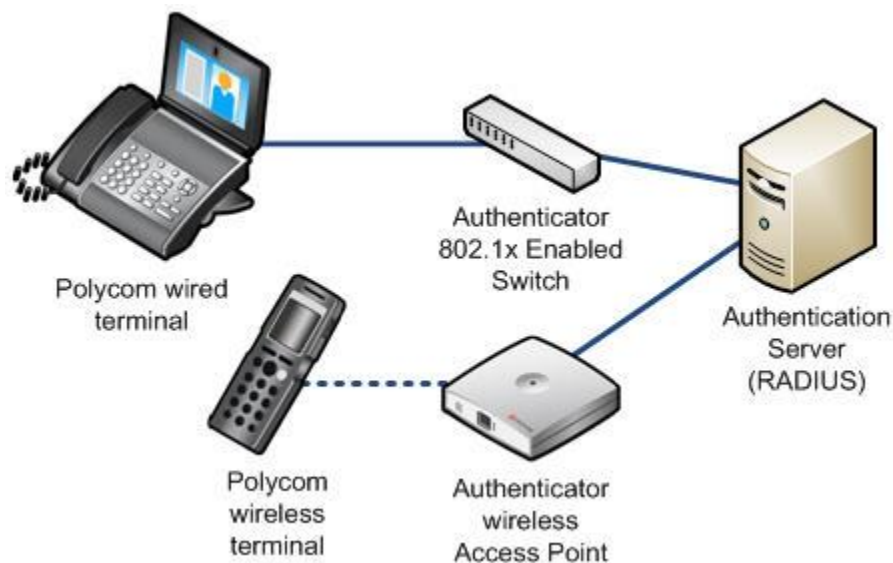 Authenticator
802.1x Enabled
Switch
Polycom wired
terminal
Authentication
Server
(RADIUS)
Polycom
wireless
terminal
Authenticator
wireless
Access Point